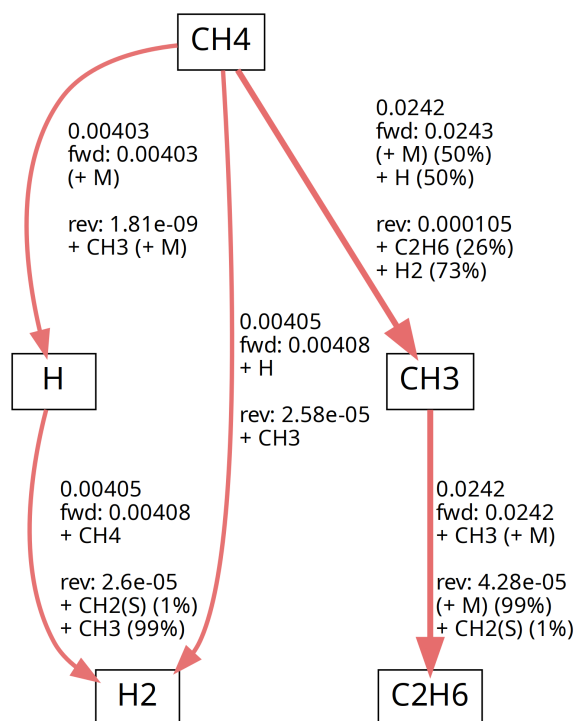 CH4
0.00403
fwd: 0.00403
(+ M)
rev: 1.81e-09
+ CH3 (+ M)
0.0242
fwd: 0.0243
(+ M) (50%)
+ H (50%)
rev: 0.000105
+ C2H6 (26%)
+ H2 (73%)
0.00405
fwd: 0.00408
+ H
rev: 2.58e-05
+ CH3
H
CH3
0.00405
fwd: 0.00408
+ CH4
rev: 2.6e-05
+ CH2(S) (1%)
+ CH3 (99%)
0.0242
fwd: 0.0242
+ CH3 (+ M)
rev: 4.28e-05
(+ M) (99%)
+ CH2(S) (1%)
H2
C2H6